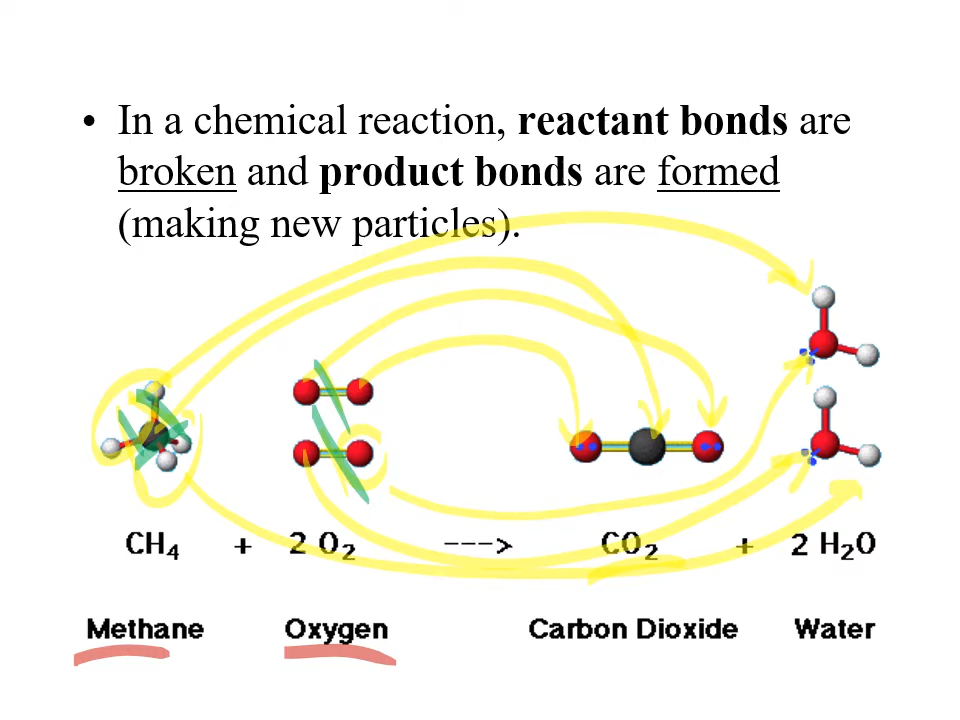 • In a chemical reaction, reactant bonds are
broken and product bonds are formed
(making new particles).
CH₄ + 2 O₂ ---> CO₂ + 2 H₂O
Methane Oxygen Carbon Dioxide Water